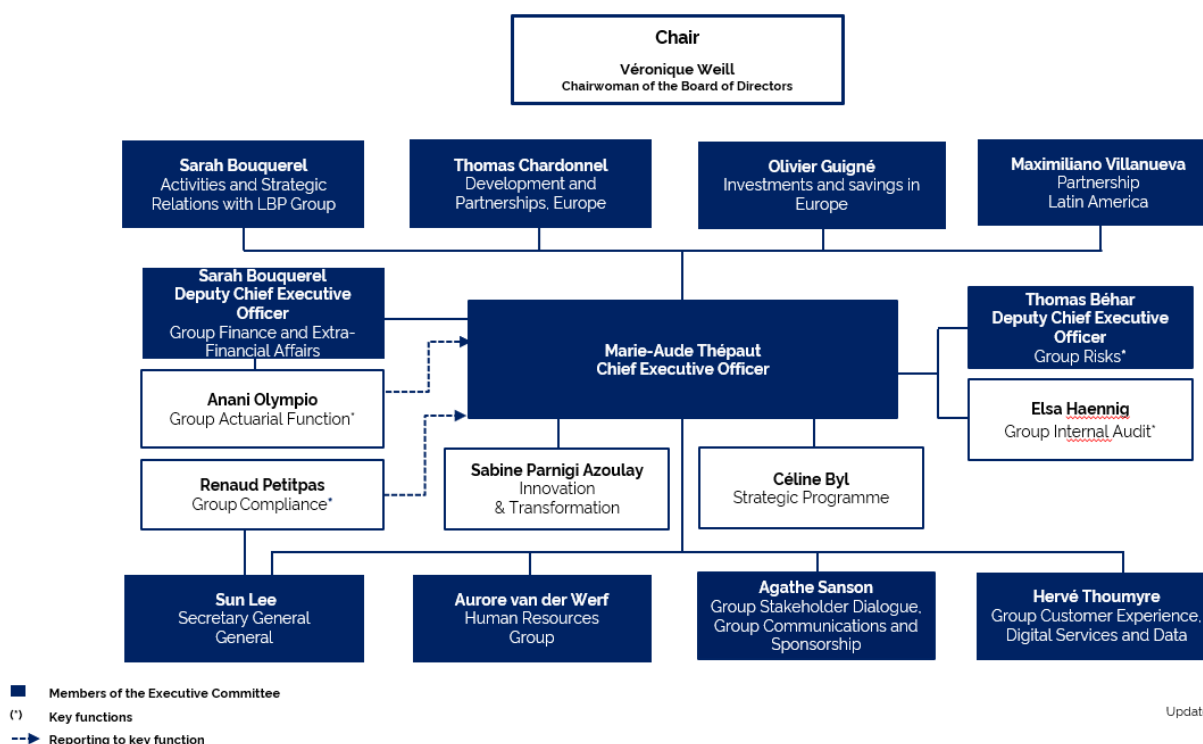 Chair
Véronique Weill
Chairwoman of the Board of Directors
Sarah Bouquerel
Activities and Strategic
Relations with LBP Group
Thomas Chardonnel
Development and
Partnerships, Europe
Olivier Guigné
Investments and savings in
Europe
Maximiliano Villanueva
Partnership
Latin America
Sarah Bouquerel
Deputy Chief Executive
Officer
Group Finance and Extra-
Financial Affairs
Marie-Aude Thépaut
Chief Executive Officer
Thomas Béhar
Deputy Chief Executive
Officer
Group Risks*
Anani Olympio
Group Actuarial Function*
Elsa Haennig
Group Internal Audit*
Renaud Petitpas
Group Compliance*
Sabine Parnigi Azoulay
Innovation
& Transformation
Céline Byl
Strategic Programme
Sun Lee
Secretary General
General
Aurore van der Werf
Human Resources
Group
Agathe Sanson
Group Stakeholder Dialogue,
Group Communications and
Sponsorship
Hervé Thoumyre
Group Customer Experience,
Digital Services and Data
Members of the Executive Committee
(*) Key functions
Reporting to key function
Updat